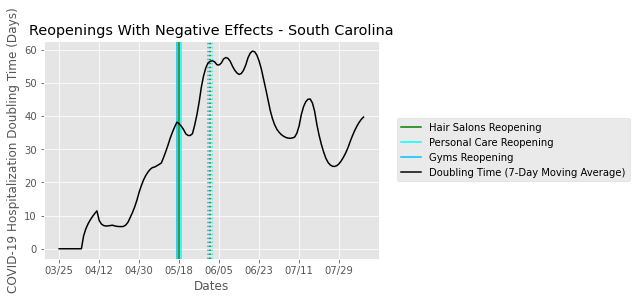 Reopenings With Negative Effects - South Carolina
COVID-19 Hospitalization Doubling Time (Days)
60
50
40
30
20
10
0
03/25 04/12 04/30 05/18 06/05 06/23 07/11 07/29
Dates
Hair Salons Reopening
Personal Care Reopening
Gyms Reopening
Doubling Time (7-Day Moving Average)